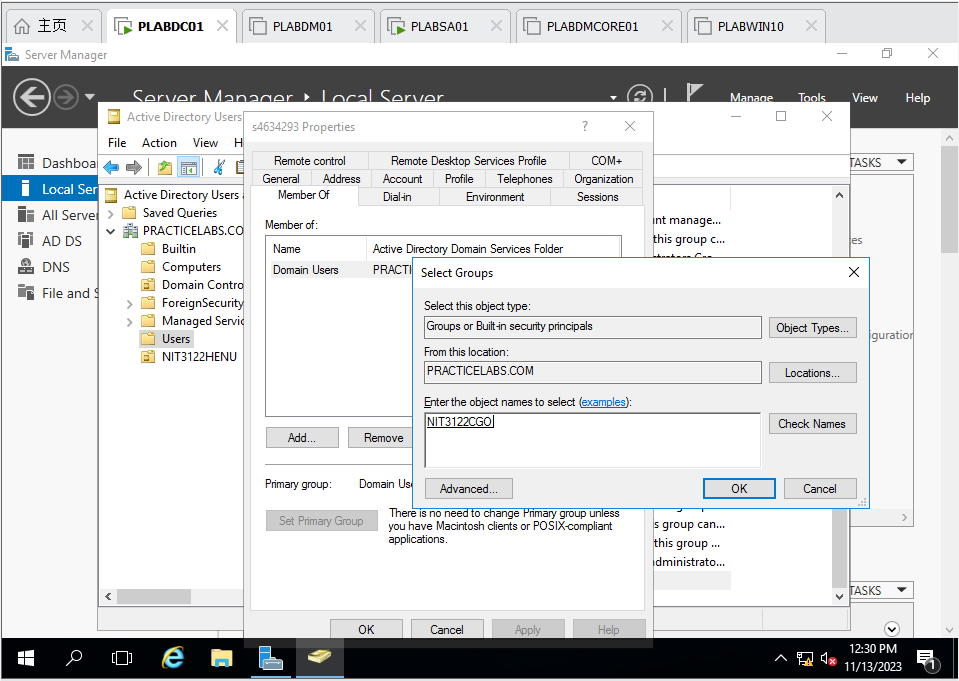 主页
PLABDC01
PLABDM01
PLABSA01
PLABDMCORE01
PLABWIN10
Server Manager
Server Manager
Local Server
Manage
Tools
View
Help
Dashboa
Local Ser
All Server
AD DS
DNS
File and S
Active Directory Users
File
Action
View
H
Active Directory Users a
Saved Queries
PRACTICELABS.CO
Builtin
Computers
Domain Contro
ForeignSecurity
Managed Servic
Users
NIT3122HENU
s4634293 Properties
?
Remote control
Remote Desktop Services Profile
COM+
General
Address
Account
Profile
Telephones
Organization
Member Of
Dial-in
Environment
Sessions
Member of:
Name
Active Directory Domain Services Folder
Domain Users
PRACTI
Add...
Remove
Primary group:
Domain Use
Set Primary Group
There is no need to change Primary group unless
you have Macintosh clients or POSIX-compliant
applications.
OK
Cancel
Apply
Help
Select Groups
Select this object type:
Groups or Built-in security principals
Object Types...
From this location:
PRACTICELABS.COM
Locations...
Enter the object names to select (examples):
NIT3122CGO
Check Names
Advanced...
OK
Cancel
nt manage...
this group c...
s group can...
this group ...
dministrato...
TASKS
es
iguration
TASKS
12:30 PM
11/13/2023
1